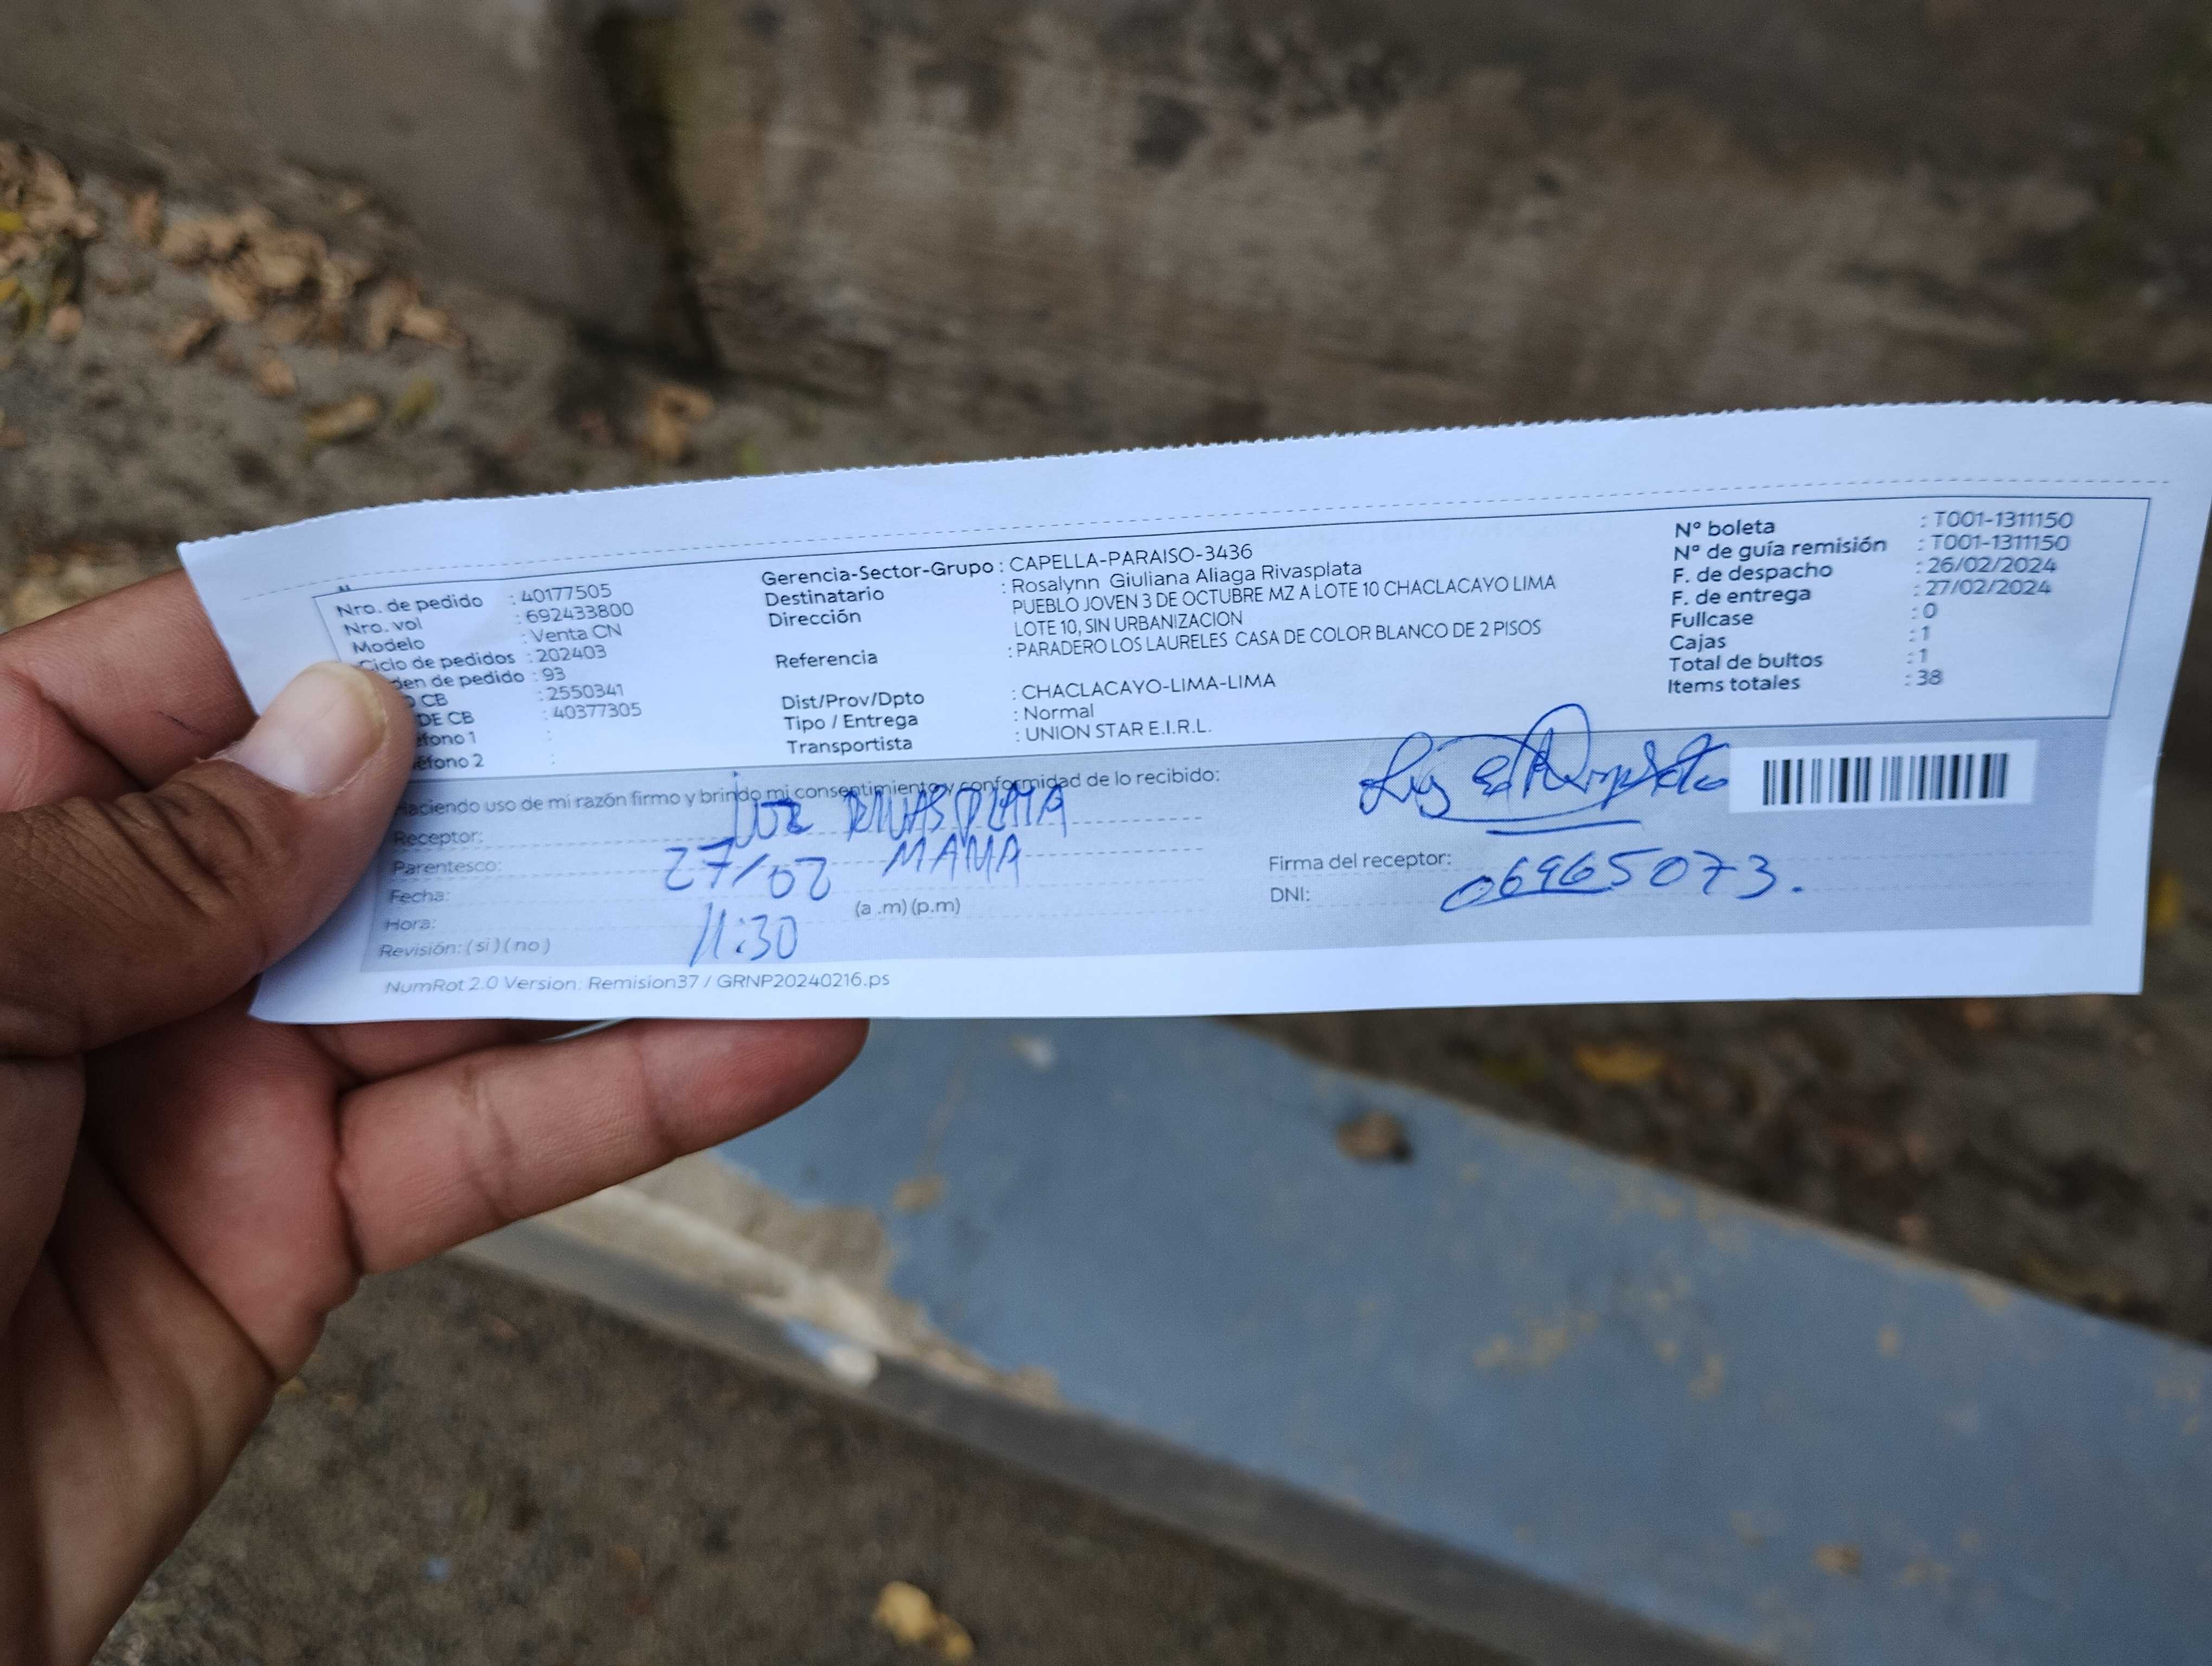 Nro. de pedido : 40177505
Nro. vol : 692433800
Modelo : Venta CN
Ciclo de pedidos : 202403
den de pedido : 93
CB : 2550341
DE CB : 40377305
éfono 1 :
éfono 2 :
Gerencia-Sector-Grupo : CAPELLA-PARAISO-3436
Destinatario : Rosalynn Giuliana Aliaga Rivasplata
Dirección PUEBLO JOVEN 3 DE OCTUBRE MZ A LOTE 10 CHACLACAYO LIMA
LOTE 10, SIN URBANIZACION
Referencia : PARADERO LOS LAURELES CASA DE COLOR BLANCO DE 2 PISOS
Dist/Prov/Dpto : CHACLACAYO-LIMA-LIMA
Tipo / Entrega : Normal
Transportista : UNION STAR E.I.R.L.
Nº boleta : T001-1311150
Nº de guía remisión : T001-1311150
F. de despacho : 26/02/2024
F. de entrega : 27/02/2024
Fullcase : 0
Cajas : 1
Total de bultos : 1
Items totales : 38
Haciendo uso de mi razón firmo y brindo mi consentimiento y conformidad de lo recibido:
Receptor: RIVASPLATA
Parentesco: MAMA
Fecha: 27/02
Hora: 11:30 (a .m) (p.m)
Revisión: ( si ) ( no )
Firma del receptor:
DNI: 06965073.
NumRot 2.0 Version: Remision37 / GRNP20240216.ps